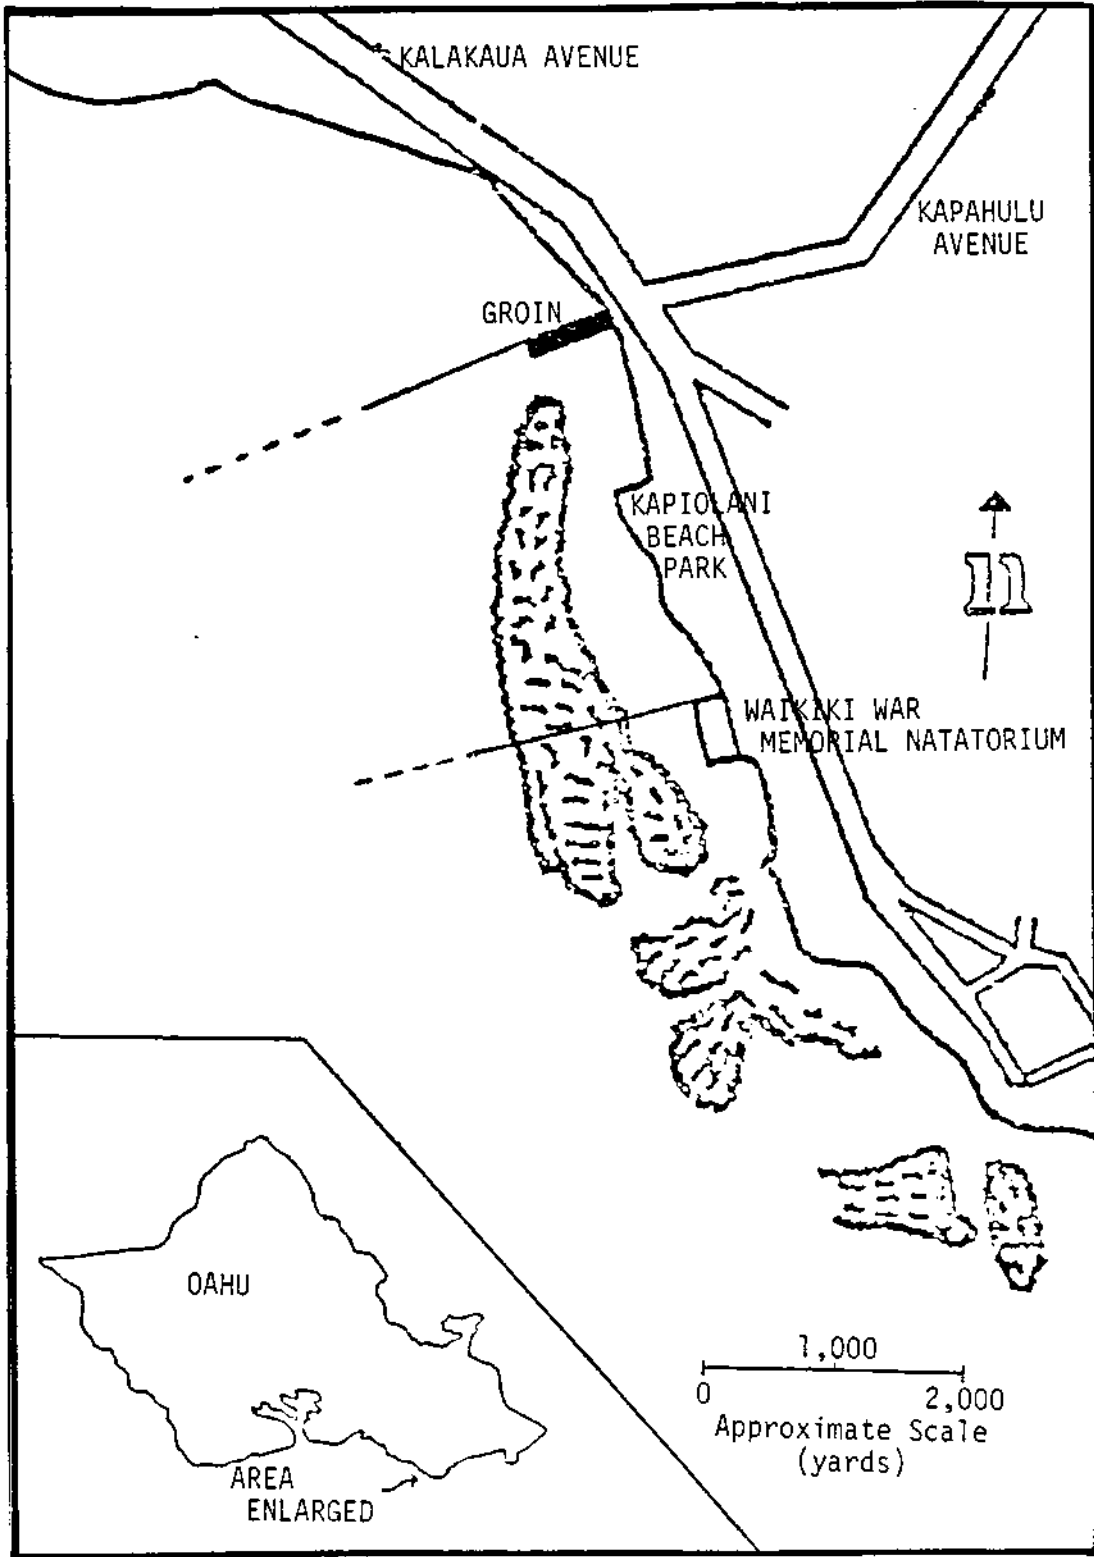 KALAKAUA AVENUE
KAPAHULU
AVENUE
GROIN
KAPIOLANI
BEACH
PARK
11
WAIKIKI WAR
MEMORIAL NATATORIUM
OAHU
AREA
ENLARGED
1,000
0
2,000
Approximate Scale
(yards)